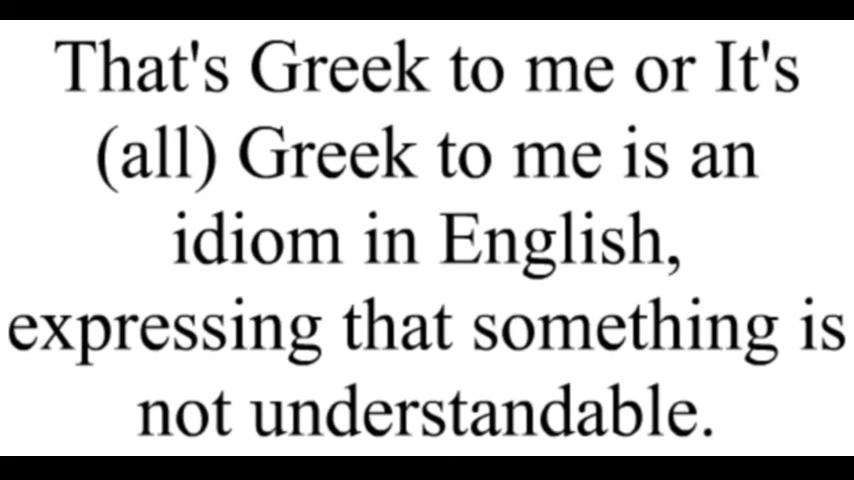 That's Greek to me or It's
(all) Greek to me is an
idiom in English,
expressing that something is
not understandable.